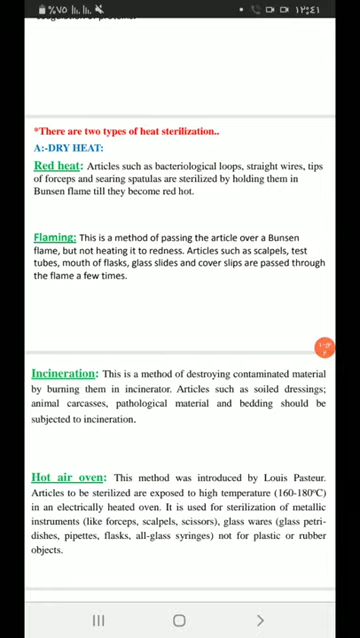 %٧٥
١٢:٤١
coagulation of proteins.
*There are two types of heat sterilization..
A:-DRY HEAT:
Red heat: Articles such as bacteriological loops, straight wires, tips
of forceps and searing spatulas are sterilized by holding them in
Bunsen flame till they become red hot.
Flaming: This is a method of passing the article over a Bunsen
flame, but not heating it to redness. Articles such as scalpels, test
tubes, mouth of flasks, glass slides and cover slips are passed through
the flame a few times.
Incineration: This is a method of destroying contaminated material
by burning them in incinerator. Articles such as soiled dressings;
animal carcasses, pathological material and bedding should be
subjected to incineration.
Hot air oven: This method was introduced by Louis Pasteur.
Articles to be sterilized are exposed to high temperature (160-180ºC)
in an electrically heated oven. It is used for sterilization of metallic
instruments (like forceps, scalpels, scissors), glass wares (glass petri-
dishes, pipettes, flasks, all-glass syringes) not for plastic or rubber
objects.